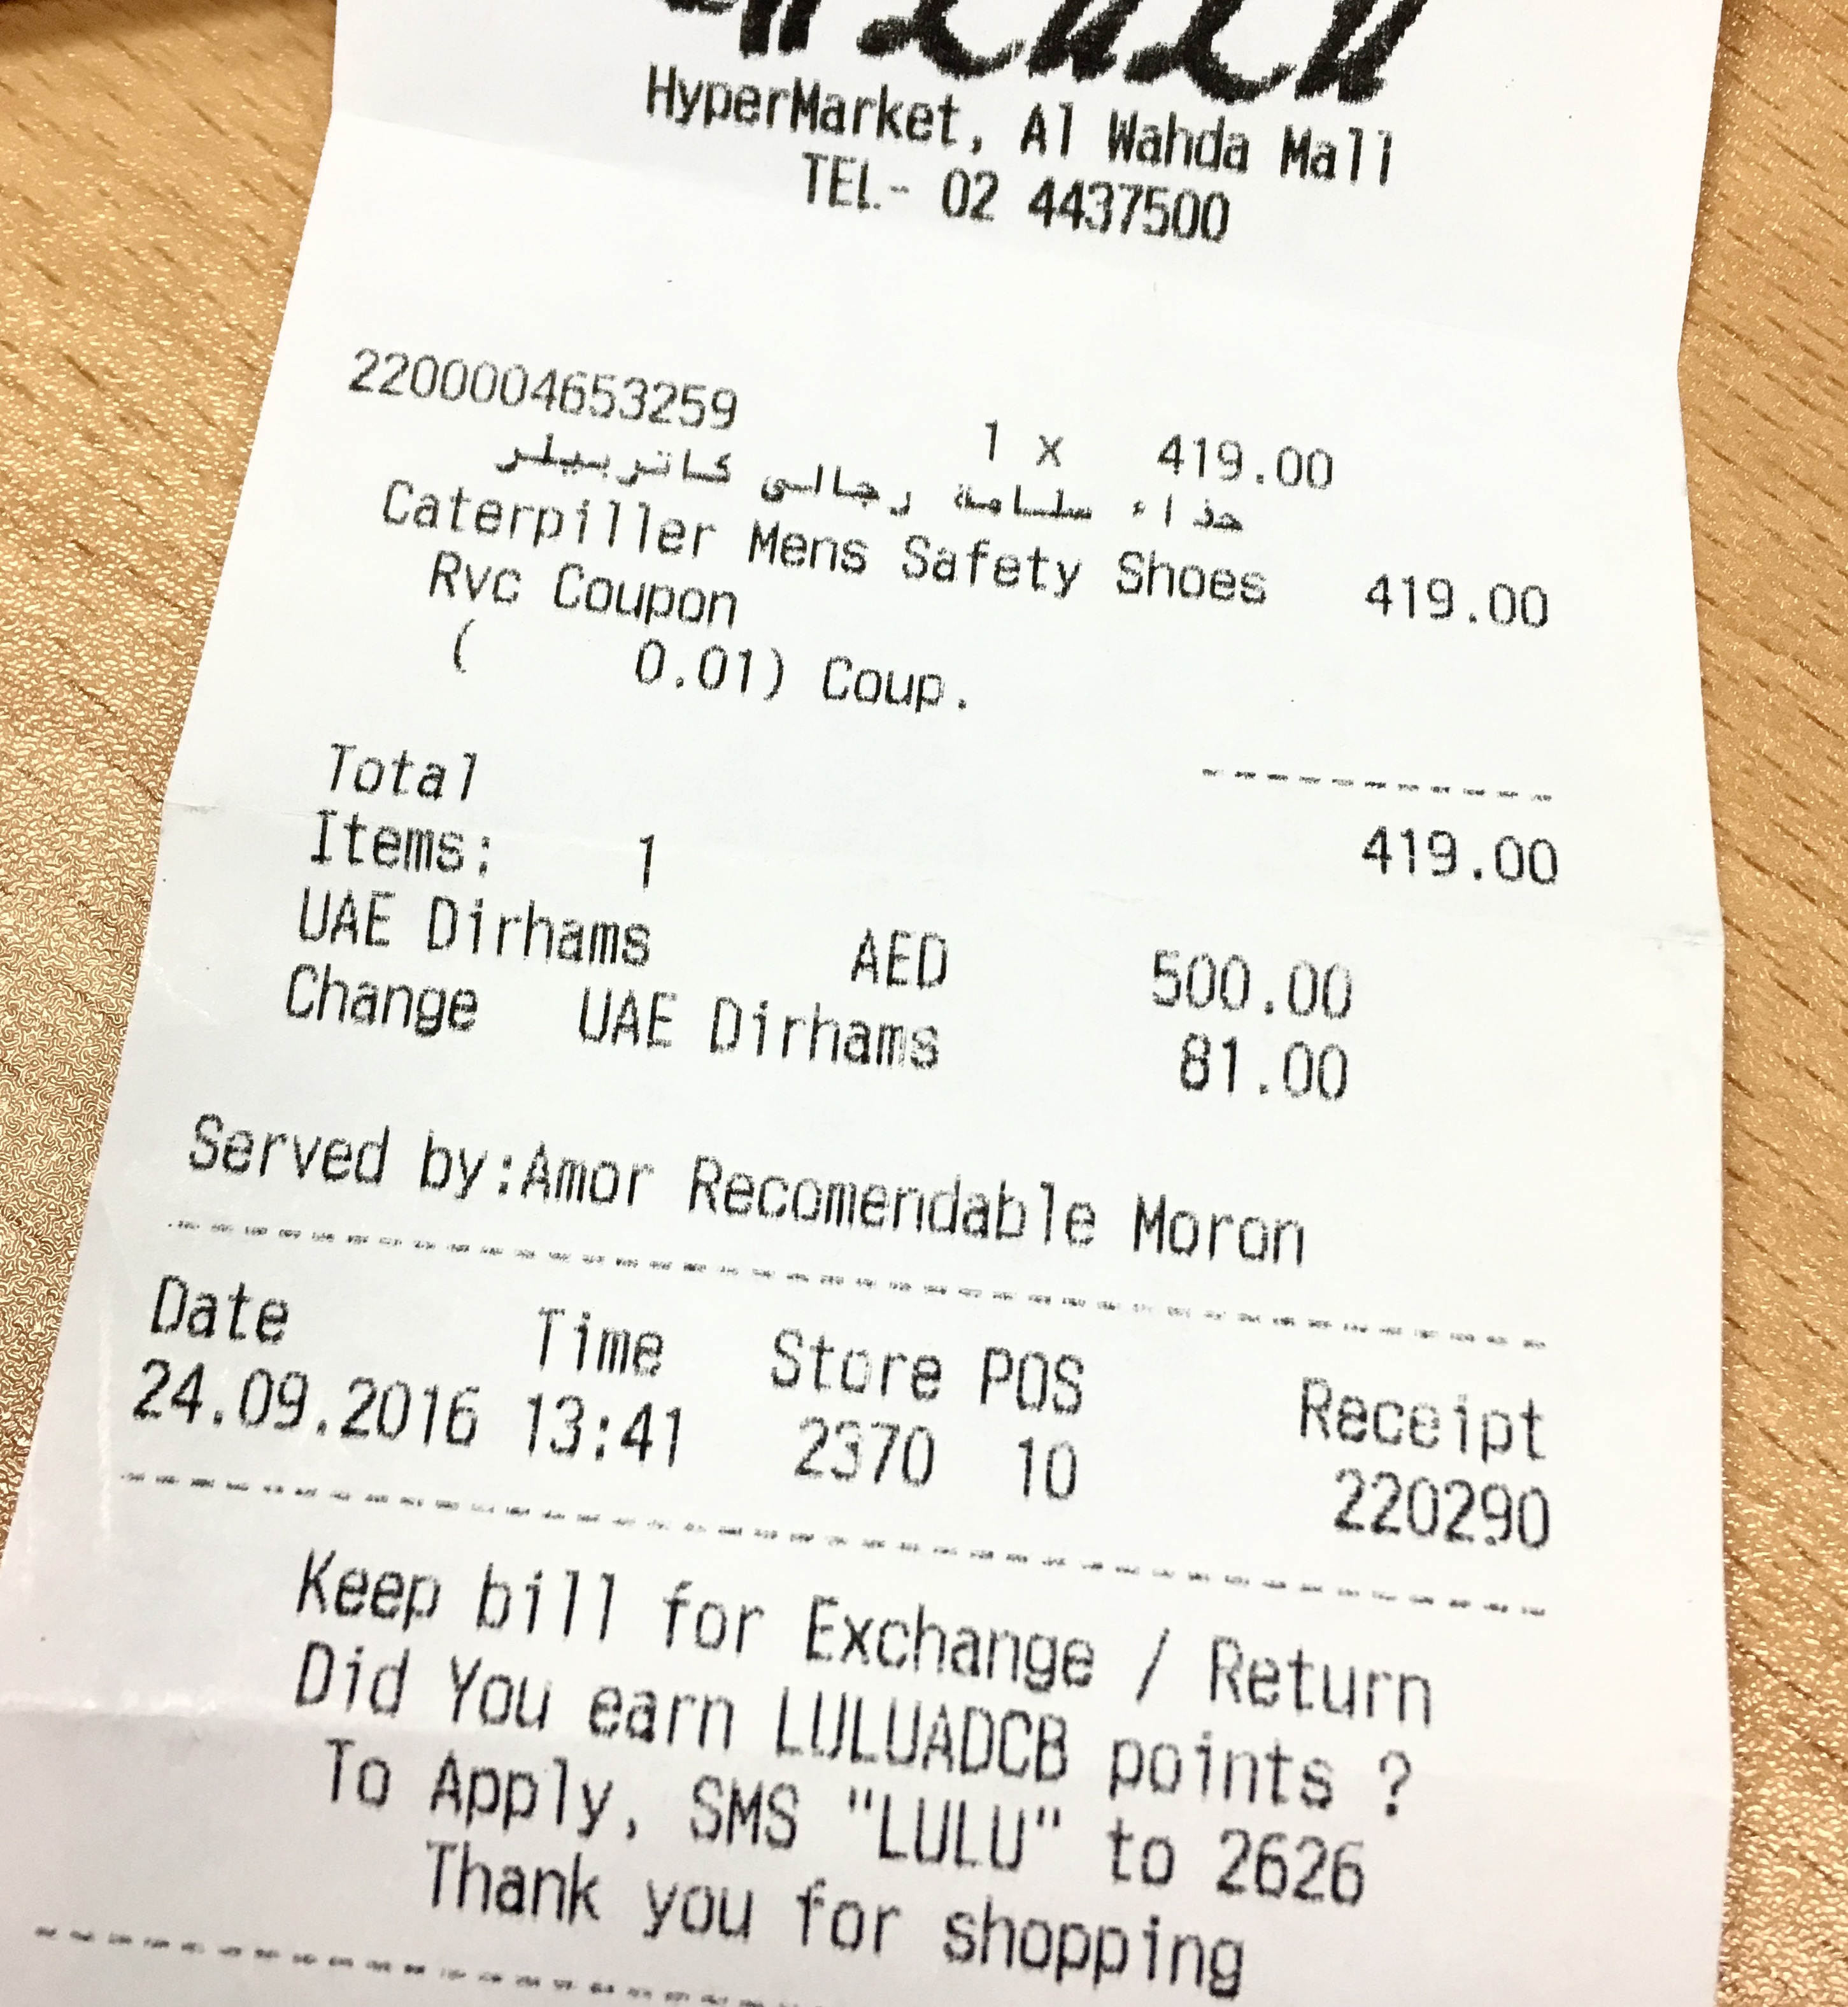 HyperMarket, Al Wahda Mall
TEL- 02 4437500
2200004653259 1 x 419.00
حذاء سلامة رجالى كاتربيلر
Caterpiller Mens Safety Shoes 419.00
Rvc Coupon
( 0.01) Coup.
----------
Total 419.00
Items: 1
UAE Dirhams AED 500.00
Change UAE Dirhams 81.00
Served by:Amor Recomendable Moron
Date Time Store POS Receipt
24.09.2016 13:41 2370 10 220290
Keep bill for Exchange / Return
Did You earn LULUADCB points ?
To Apply, SMS "LULU" to 2626
Thank you for shopping